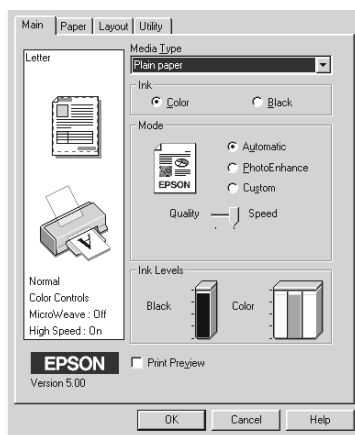 Main Paper Layout Utility
Letter
Media Type
Plain paper
Ink
Color Black
Mode
EPSON
Automatic
PhotoEnhance
Custom
Quality Speed
Normal
Color Controls
MicroWeave : Off
High Speed : On
Ink Levels
Black Color
EPSON
Version 5.00
Print Preview
OK Cancel Help